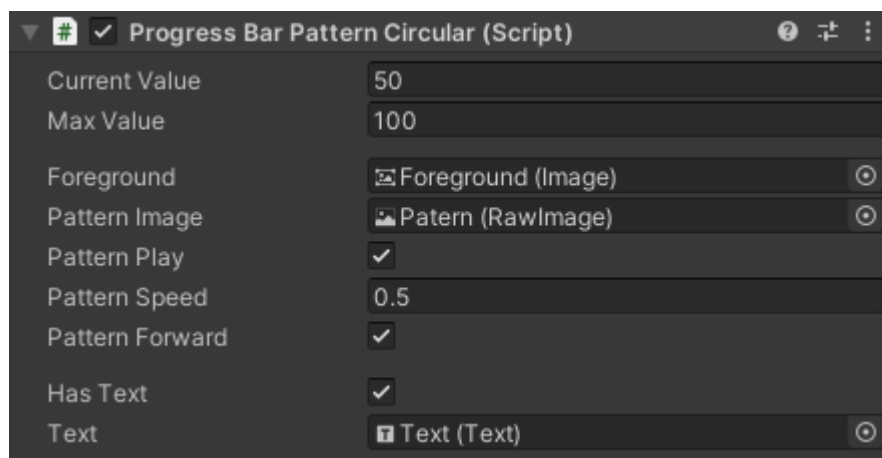 Progress Bar Pattern Circular (Script)
Current Value 50
Max Value 100
Foreground Foreground (Image)
Pattern Image Patern (RawImage)
Pattern Play
Pattern Speed 0.5
Pattern Forward
Has Text
Text Text (Text)